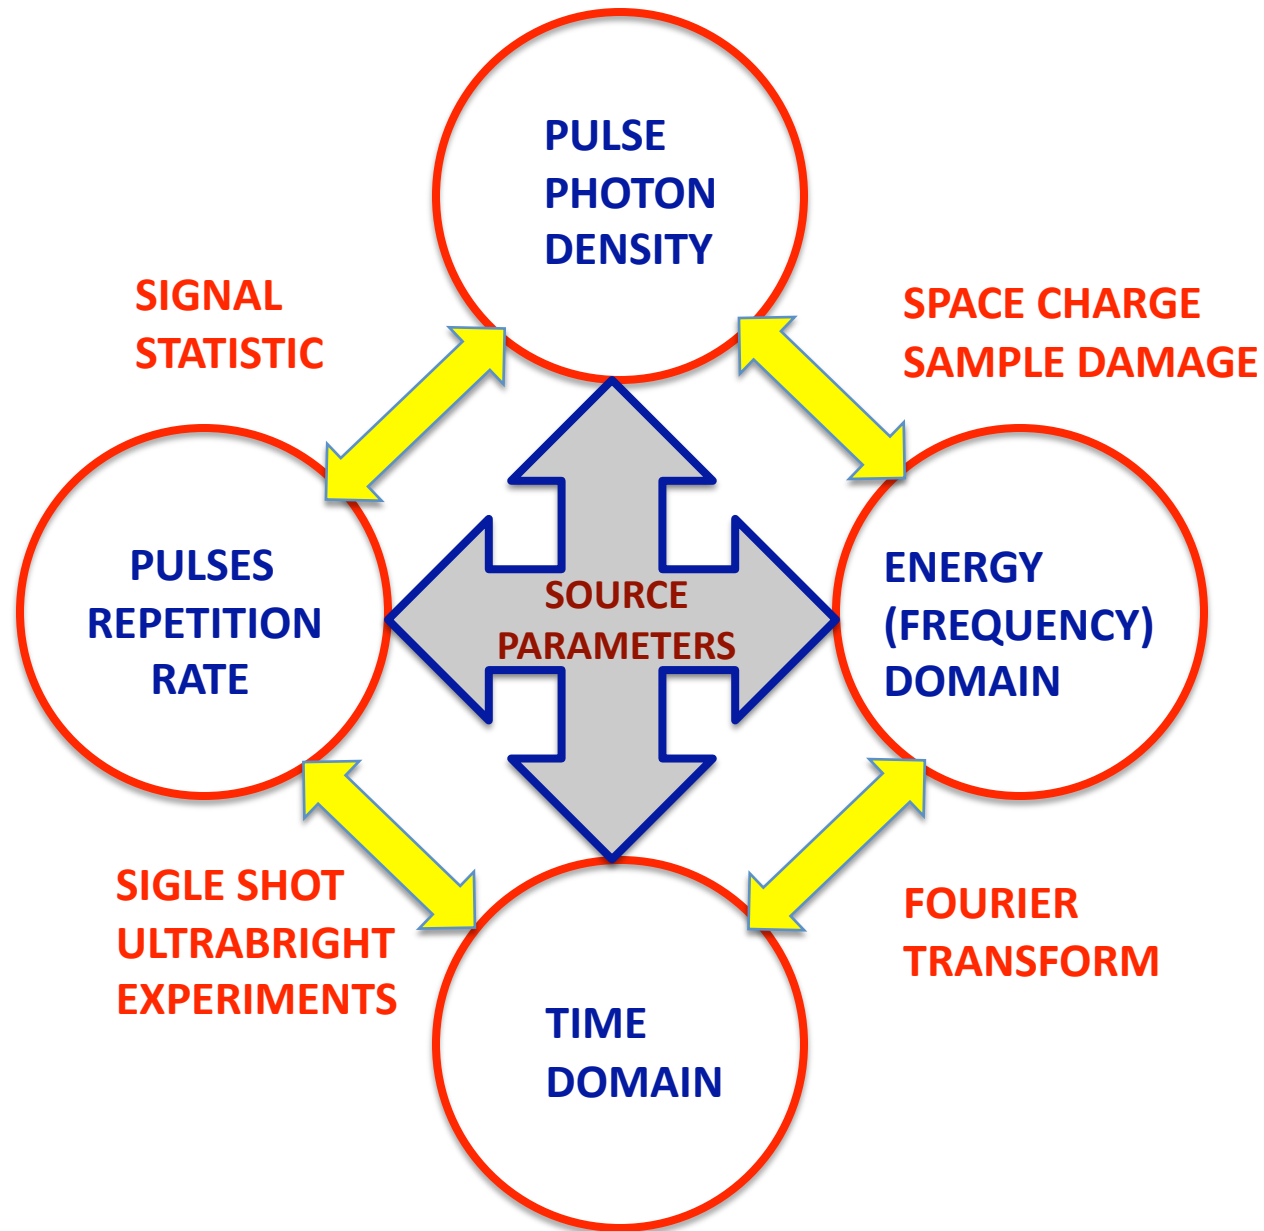 PULSE
PHOTON
DENSITY
SIGNAL
STATISTIC
SPACE CHARGE
SAMPLE DAMAGE
PULSES
REPETITION
RATE
SOURCE
PARAMETERS
ENERGY
(FREQUENCY)
DOMAIN
SIGLE SHOT
ULTRABRIGHT
EXPERIMENTS
FOURIER
TRANSFORM
TIME
DOMAIN